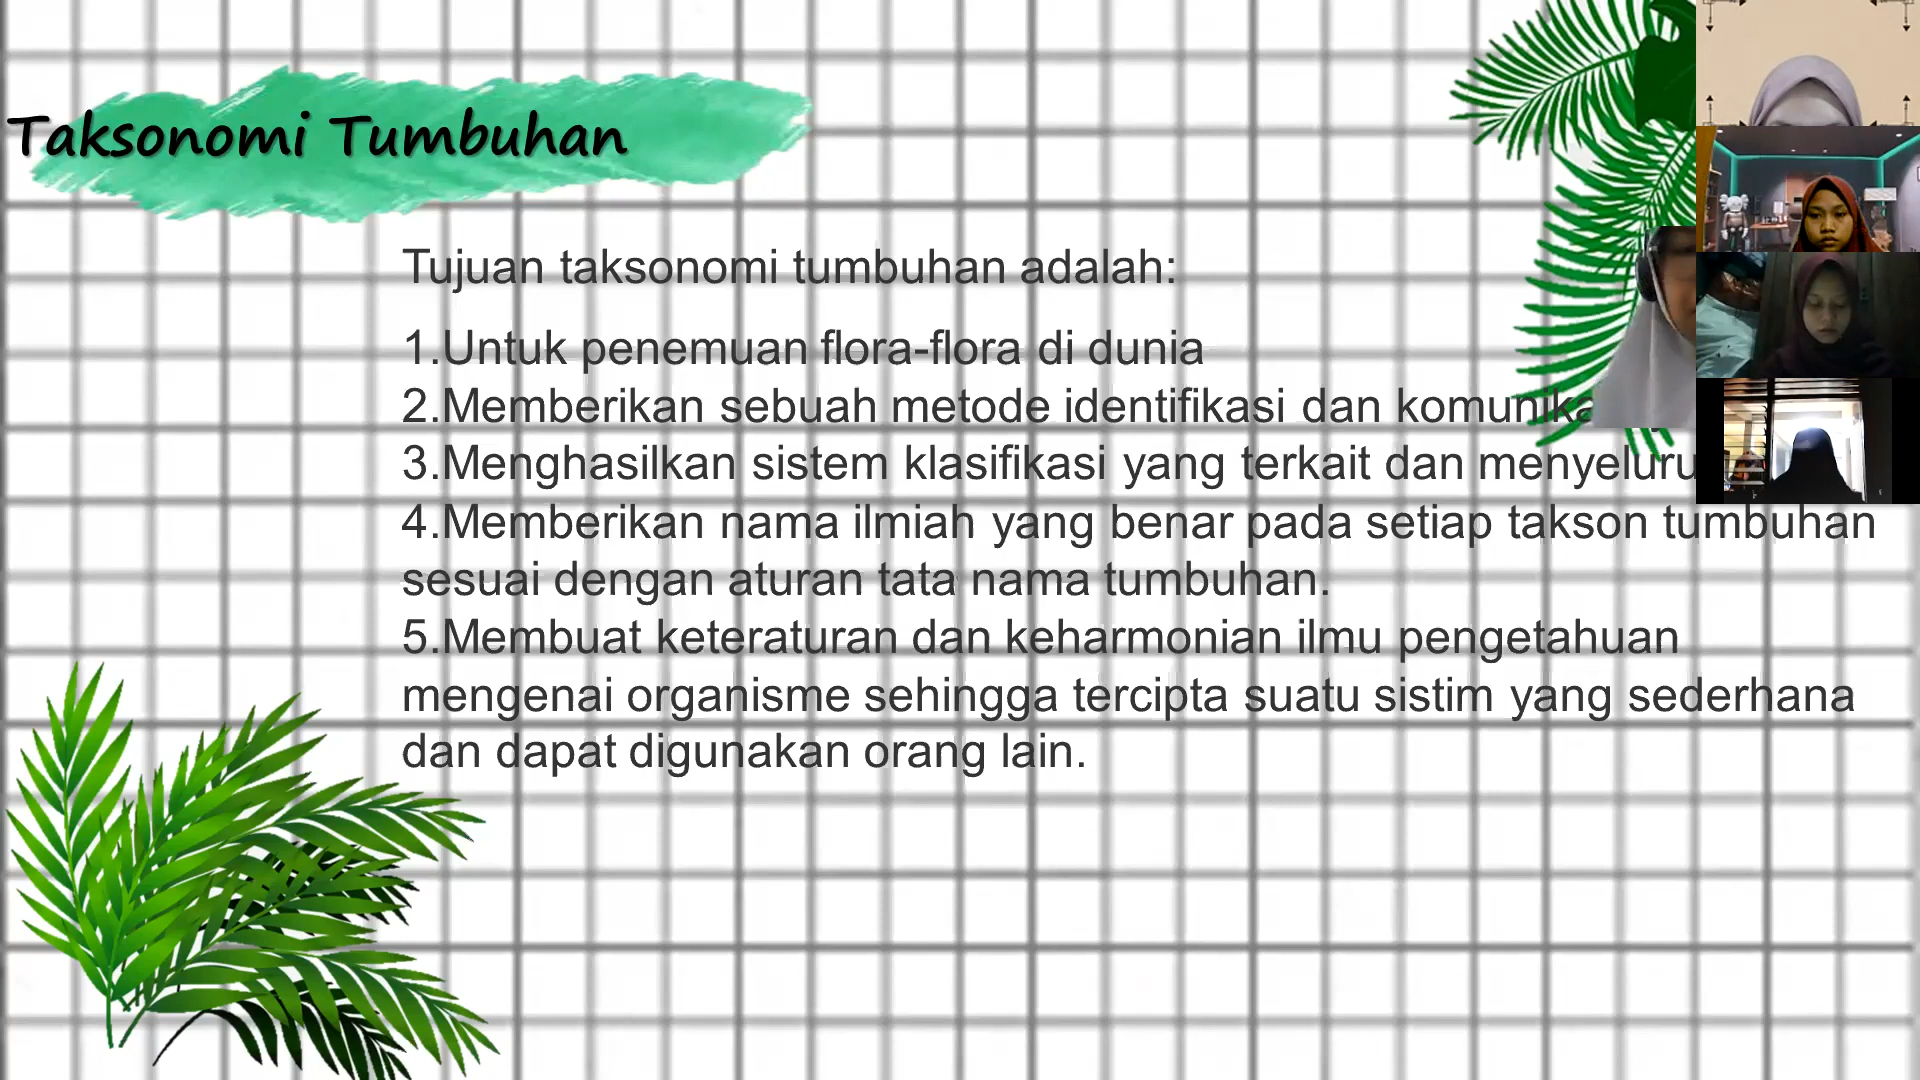 Taksonomi Tumbuhan
Tujuan taksonomi tumbuhan adalah:
1.Untuk penemuan flora-flora di dunia
2.Memberikan sebuah metode identifikasi dan
3.Menghasilkan sistem klasifikasi yang terkait dan
4.Memberikan nama ilmiah yang benar pada setiap takson tumbuhan
sesuai dengan aturan tata nama tumbuhan.
5.Membuat keteraturan dan keharmonian ilmu pengetahuan
mengenai organisme sehingga tercipta suatu sistim yang sederhana
dan dapat digunakan orang lain.